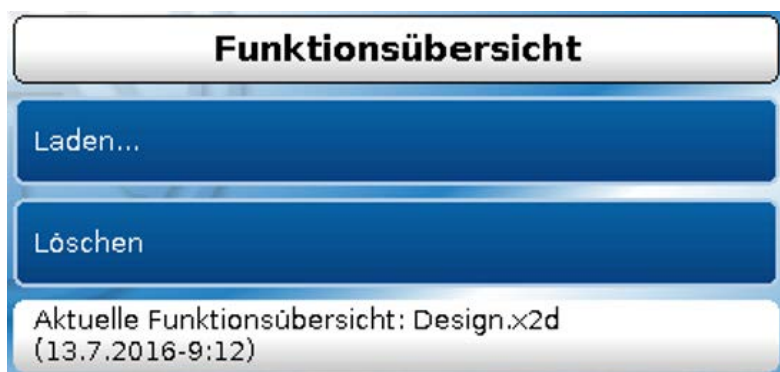 Funktionsübersicht
Laden...
Löschen
Aktuelle Funktionsübersicht: Design.x2d
(13.7.2016-9:12)